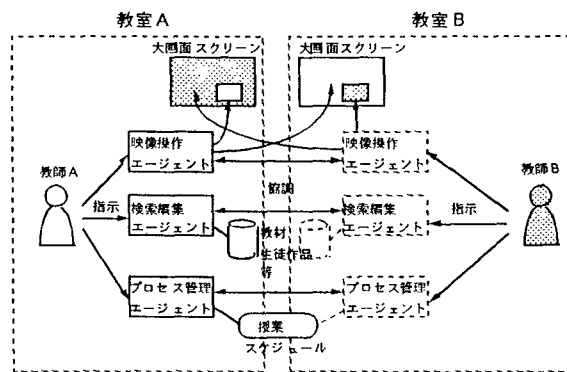 教室A
教室B
大画面スクリーン
大画面スクリーン
映像操作
エージェント
映像操作
エージェント
教師A
教師B
協調
指示
検索編集
エージェント
検索編集
エージェント
指示
教材
生徒作品
等
プロセス管理
エージェント
プロセス管理
エージェント
授業
スケジュール